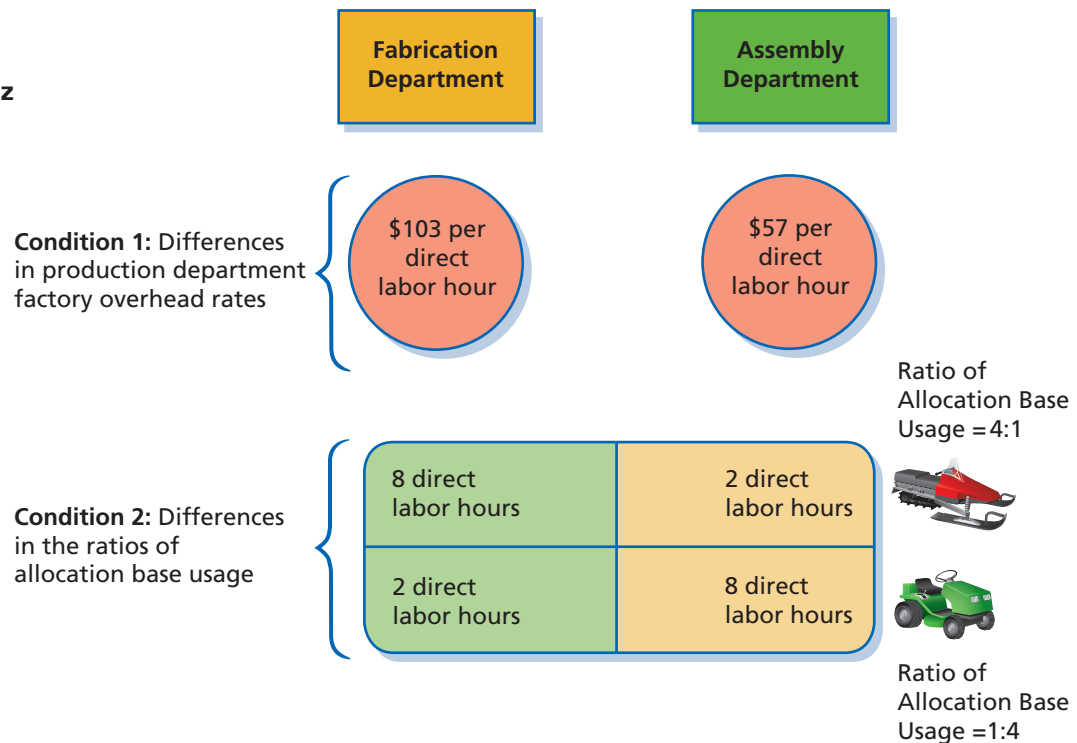 Fabrication
Department
Assembly
Department
z
Condition 1: Differences
in production department
factory overhead rates
$103 per
direct
labor hour
$57 per
direct
labor hour
Ratio of
Allocation Base
Usage = 4:1
Condition 2: Differences
in the ratios of
allocation base usage
8 direct
labor hours
2 direct
labor hours
2 direct
labor hours
8 direct
labor hours
Ratio of
Allocation Base
Usage =1:4